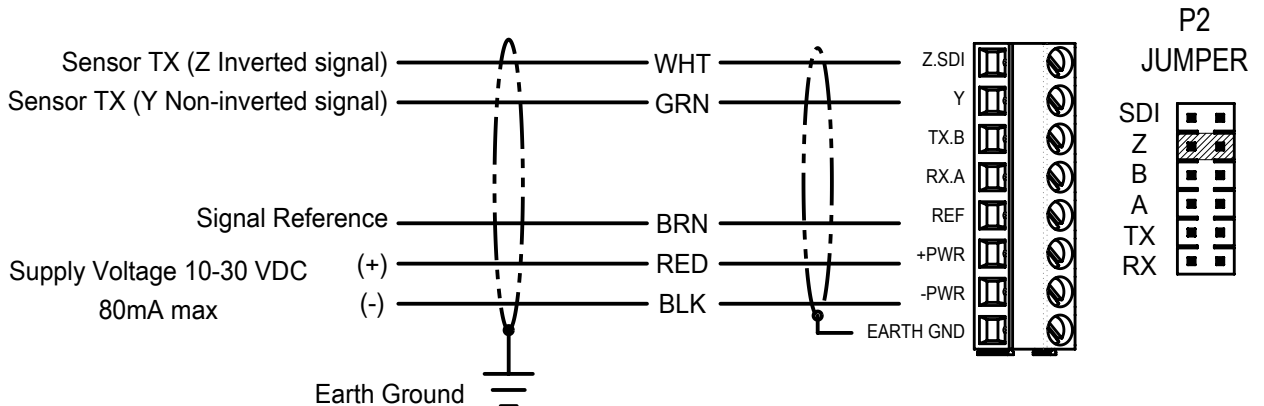 P2
JUMPER
Sensor TX (Z Inverted signal) WHT Z.SDI
Sensor TX (Y Non-inverted signal) GRN Y
TX.B
RX.A
Signal Reference BRN REF
Supply Voltage 10-30 VDC (+) RED +PWR
80mA max (-) BLK -PWR
EARTH GND
Earth Ground
SDI
Z
B
A
TX
RX